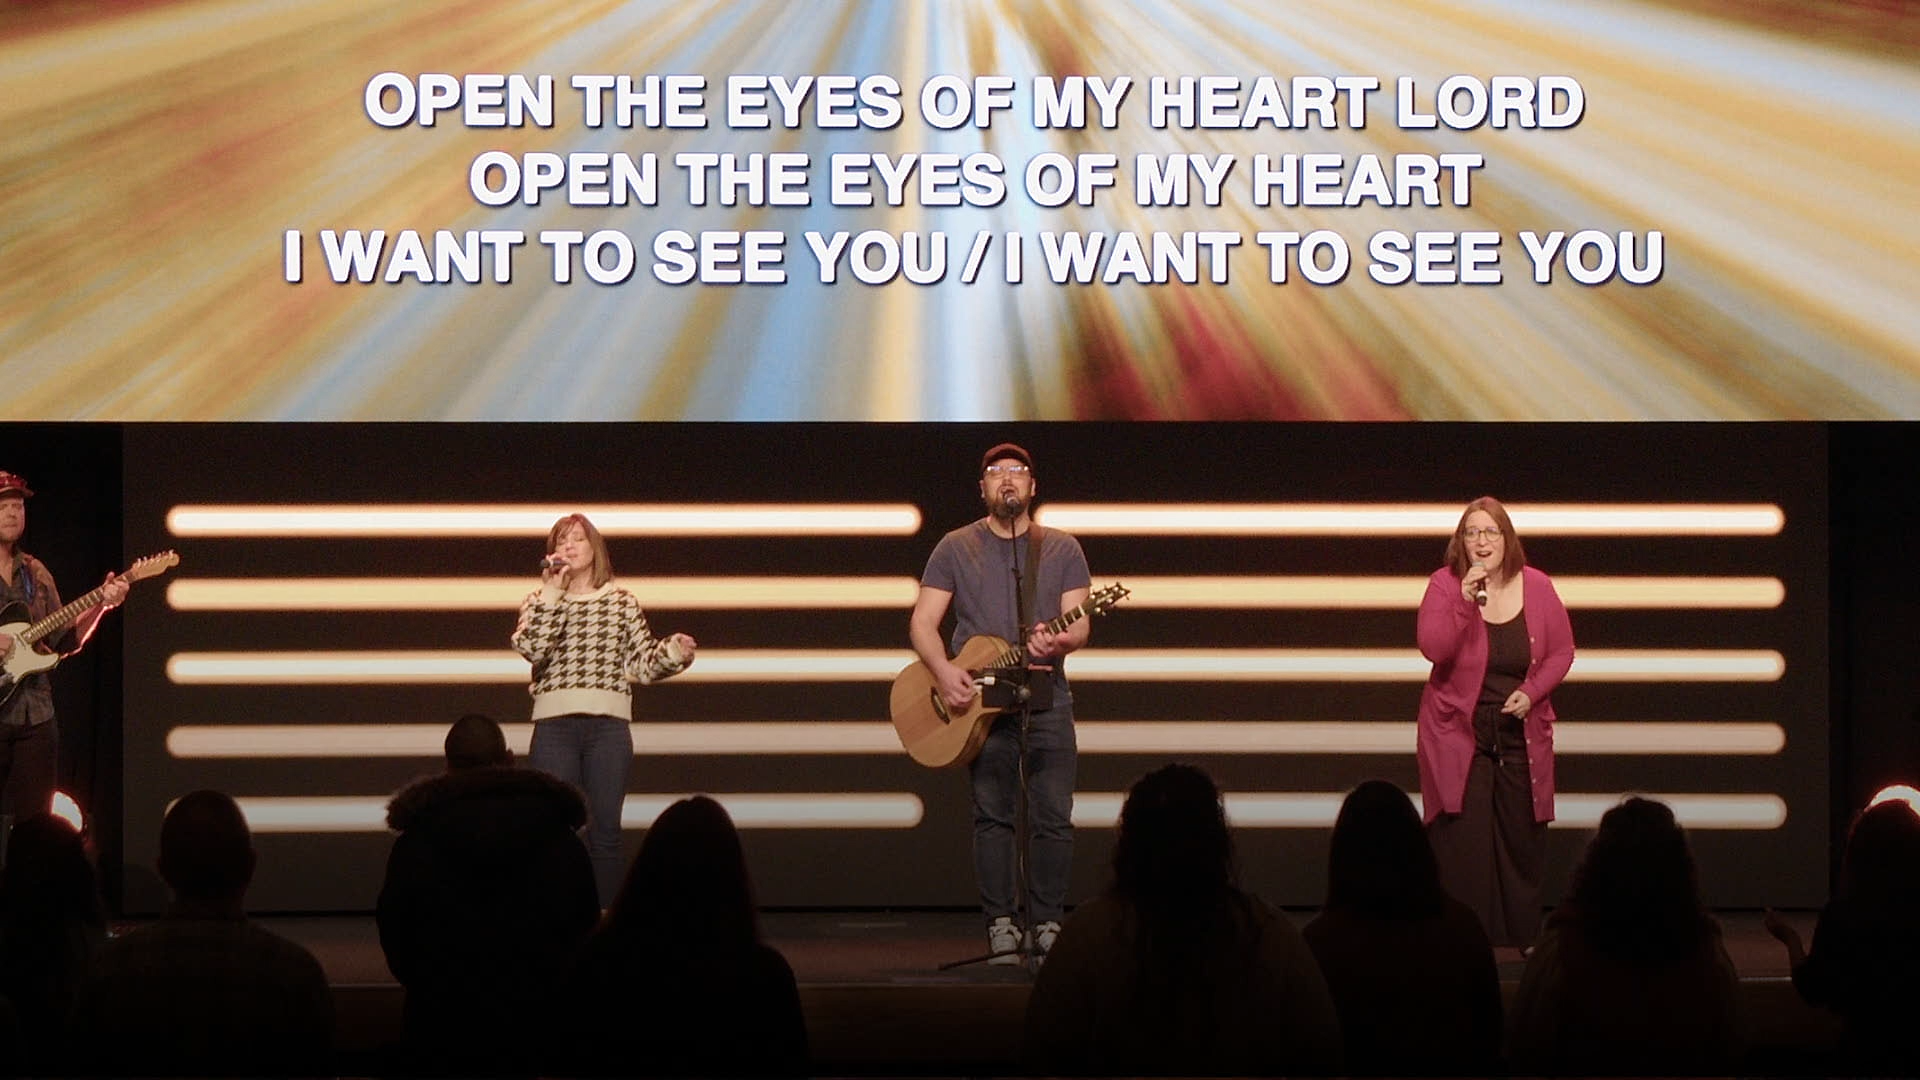 OPEN THE EYES OF MY HEART LORD
OPEN THE EYES OF MY HEART
I WANT TO SEE YOU / I WANT TO SEE YOU